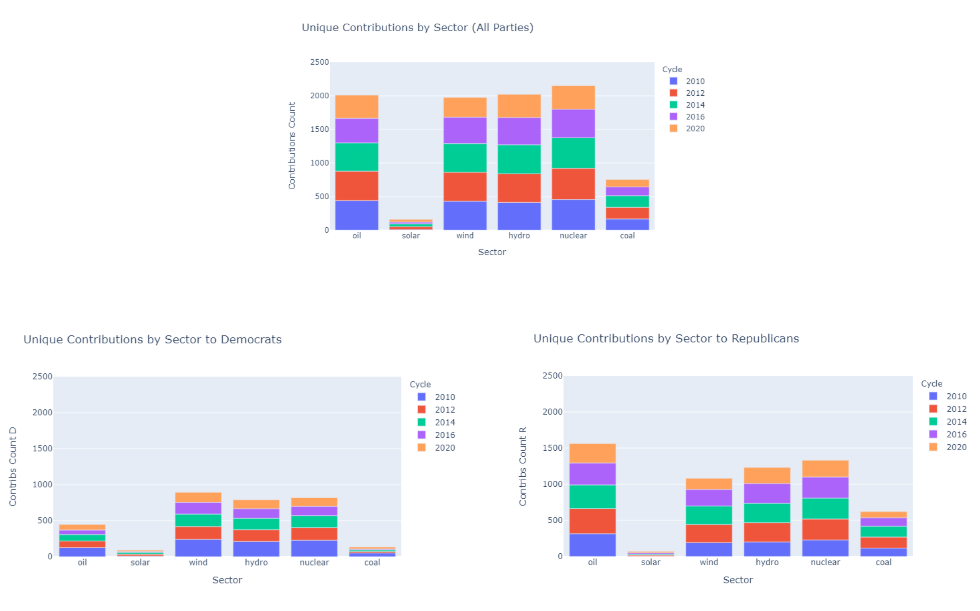 Unique Contributions by Sector (All Parties)
Contributions Count
2500
2000
1500
1000
500
0
oil solar wind hydro nuclear coal
Sector
Cycle
2010
2012
2014
2016
2020
Unique Contributions by Sector to Democrats
Contribs Count D
2500
2000
1500
1000
500
0
oil solar wind hydro nuclear coal
Sector
Cycle
2010
2012
2014
2016
2020
Unique Contributions by Sector to Republicans
Contribs Count R
2500
2000
1500
1000
500
0
oil solar wind hydro nuclear coal
Sector
Cycle
2010
2012
2014
2016
2020